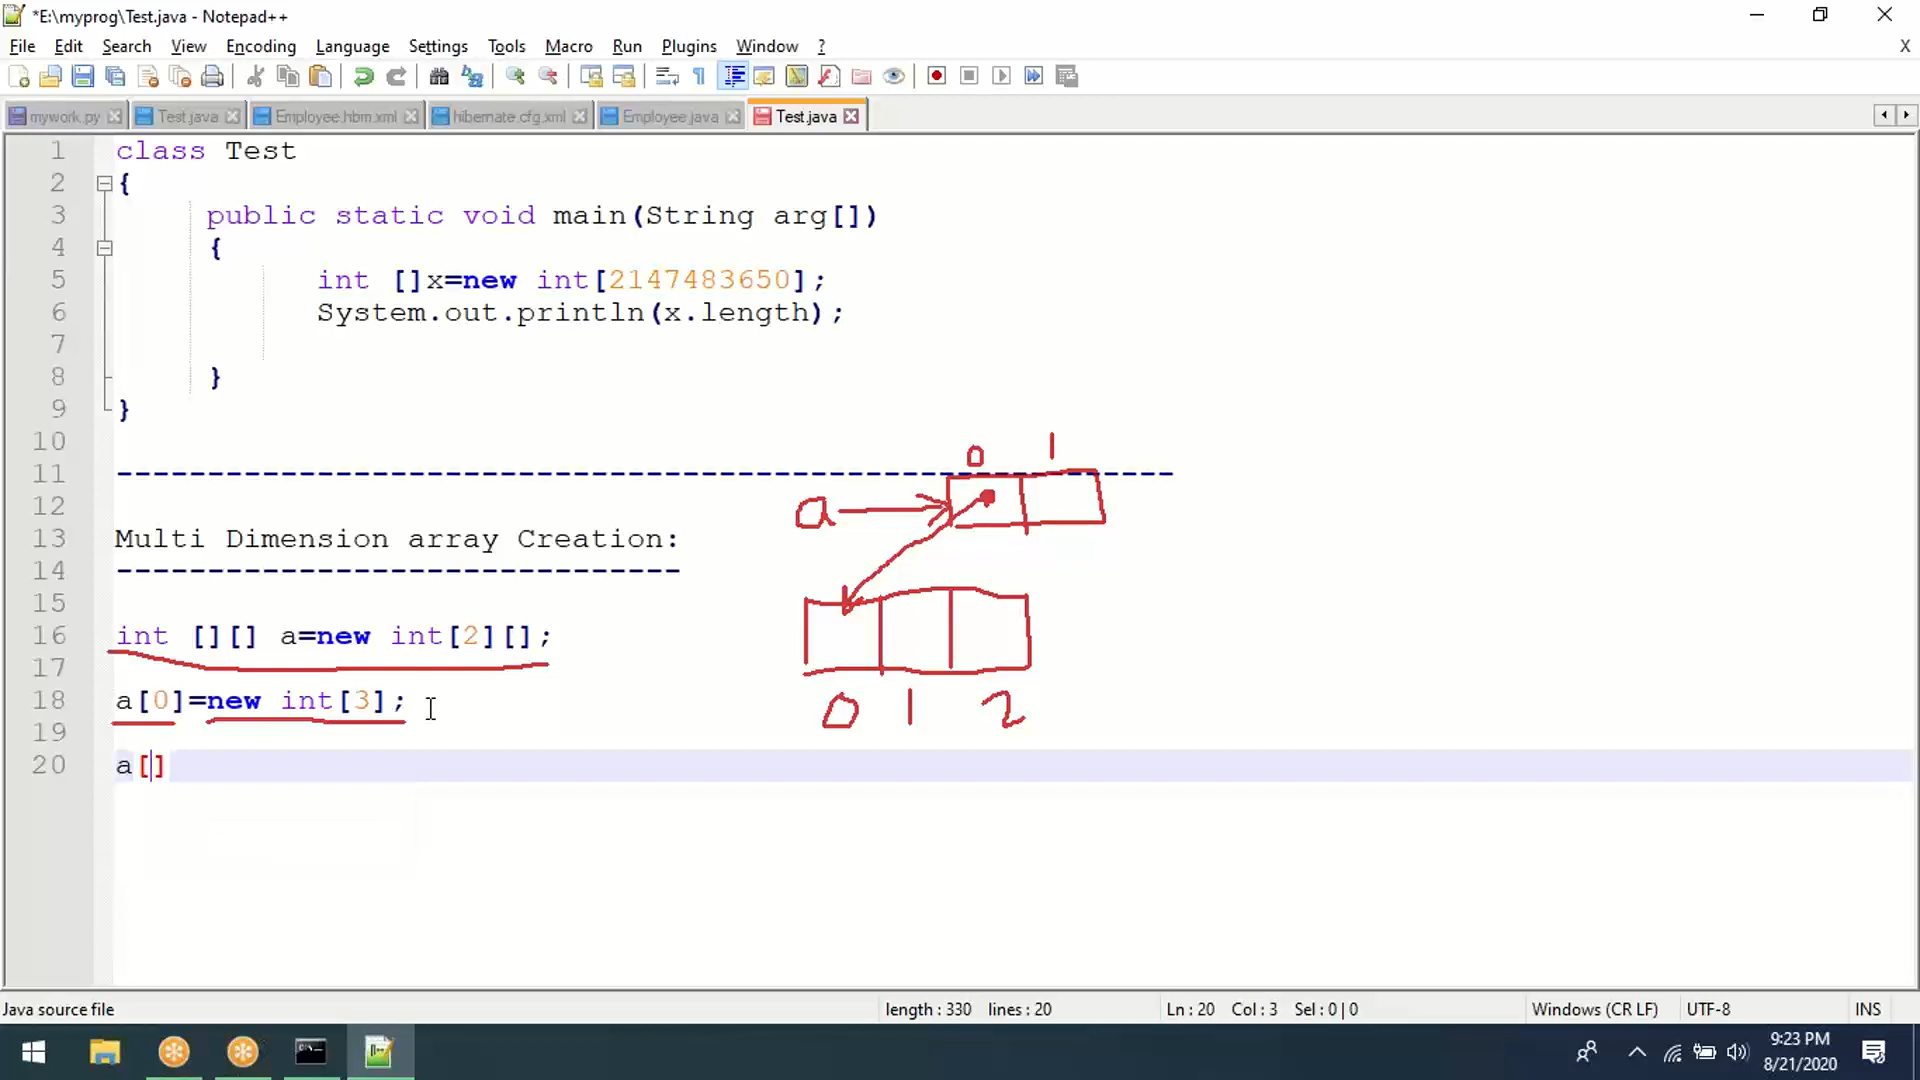 *E:\myprog\Test.java - Notepad++
File Edit Search View Encoding Language Settings Tools Macro Run Plugins Window ? X
mywork.py Test.java Employee.hbm.xml hibernate.cfg.xml Employee.java Test.java
1 class Test
2 {
3 public static void main(String arg[])
4 {
5 int []x=new int[2147483650];
6 System.out.println(x.length);
7
8 }
9 }
10
0 1
11 --------------------------------------------------------
12
a
13 Multi Dimension array Creation:
14 -------------------------------
15
16 int [][] a=new int[2][];
17
18 a[0]=new int[3];
0 1 2
19
20 a[]
Java source file length : 330 lines : 20 Ln : 20 Col : 3 Sel : 0 | 0 Windows (CR LF) UTF-8 INS
9:23 PM
8/21/2020